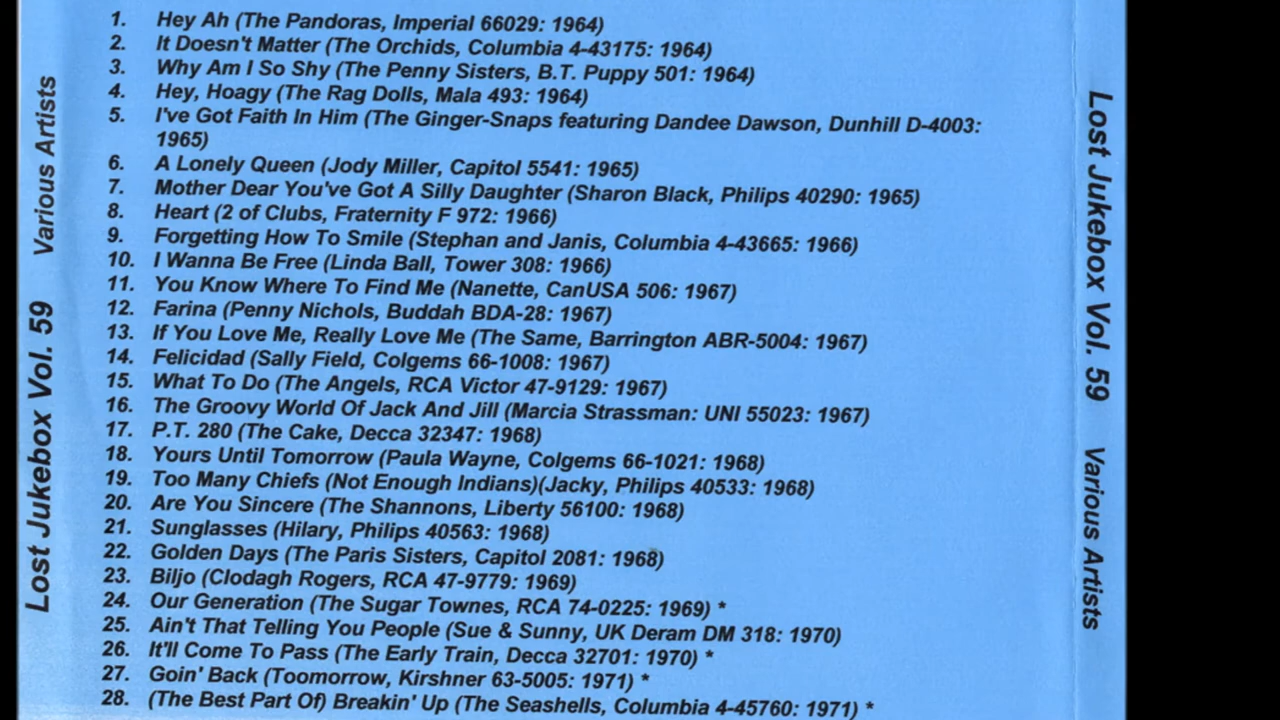 1. Hey Ah (The Pandoras, Imperial 66029: 1964)
2. It Doesn't Matter (The Orchids, Columbia 4-43175: 1964)
3. Why Am I So Shy (The Penny Sisters, B.T. Puppy 501: 1964)
4. Hey, Hoagy (The Rag Dolls, Mala 493: 1964)
5. I've Got Faith In Him (The Ginger-Snaps featuring Dandee Dawson, Dunhill D-4003:
1965)
6. A Lonely Queen (Jody Miller, Capitol 5541: 1965)
7. Mother Dear You've Got A Silly Daughter (Sharon Black, Philips 40290: 1965)
8. Heart (2 of Clubs, Fraternity F 972: 1966)
9. Forgetting How To Smile (Stephan and Janis, Columbia 4-43665: 1966)
10. I Wanna Be Free (Linda Ball, Tower 308: 1966)
11. You Know Where To Find Me (Nanette, CanUSA 506: 1967)
12. Farina (Penny Nichols, Buddah BDA-28: 1967)
13. If You Love Me, Really Love Me (The Same, Barrington ABR-5004: 1967)
14. Felicidad (Sally Field, Colgems 66-1008: 1967)
15. What To Do (The Angels, RCA Victor 47-9129: 1967)
16. The Groovy World Of Jack And Jill (Marcia Strassman: UNI 55023: 1967)
17. P.T. 280 (The Cake, Decca 32347: 1968)
18. Yours Until Tomorrow (Paula Wayne, Colgems 66-1021: 1968)
19. Too Many Chiefs (Not Enough Indians)(Jacky, Philips 40533: 1968)
20. Are You Sincere (The Shannons, Liberty 56100: 1968)
21. Sunglasses (Hilary, Philips 40563: 1968)
22. Golden Days (The Paris Sisters, Capitol 2081: 1968)
23. Biljo (Clodagh Rogers, RCA 47-9779: 1969)
24. Our Generation (The Sugar Townes, RCA 74-0225: 1969) *
25. Ain't That Telling You People (Sue & Sunny, UK Deram DM 318: 1970)
26. It'll Come To Pass (The Early Train, Decca 32701: 1970) *
27. Goin' Back (Toomorrow, Kirshner 63-5005: 1971) *
28. (The Best Part Of) Breakin' Up (The Seashells, Columbia 4-45760: 1971) *
Lost Jukebox Vol. 59 Various Artists
Lost Jukebox Vol. 59 Various Artists